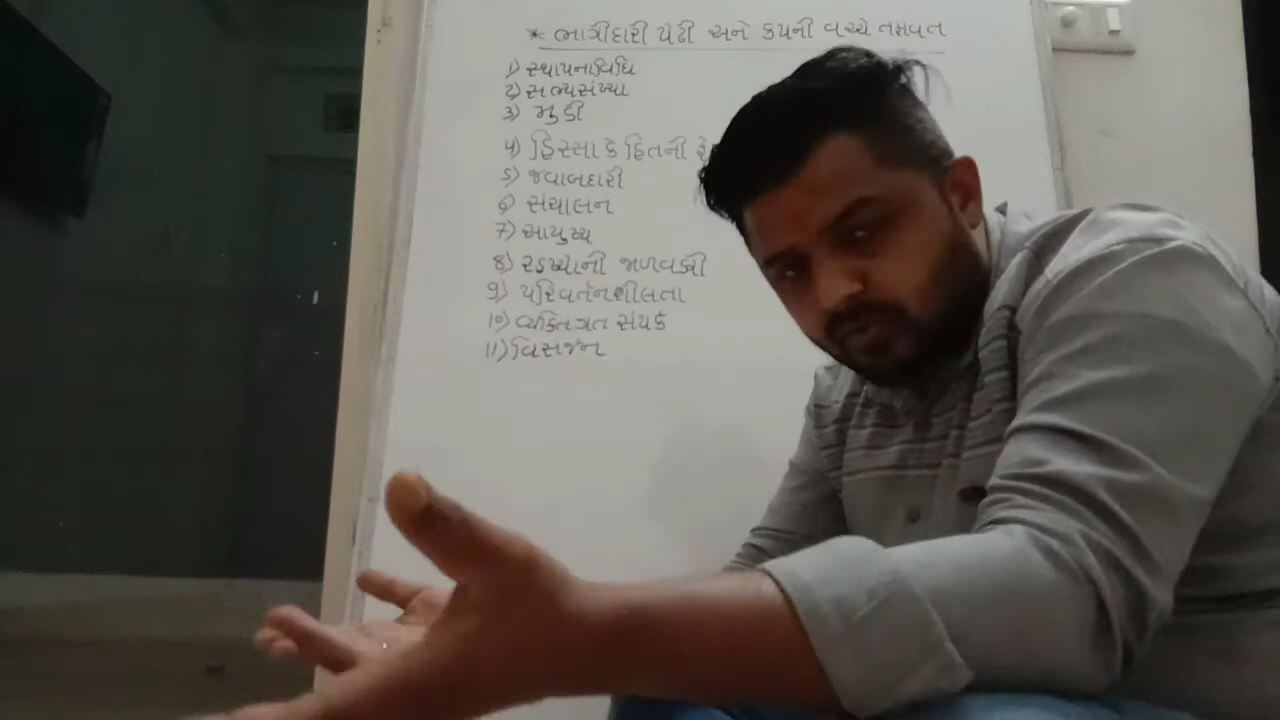 * ભાગીદારી પેઢી અને કંપની વચ્ચે તફાવત
1) સ્થાપનાવિધિ
2) સભ્યસંખ્યા
3) મુડી
4) હિસ્સા કે હિતની
5) જવાબદારી
6) સંચાલન
7) આયુષ્ય
8) રહસ્યોની જાળવણી
9) પરિવર્તનશીલતા
10) વ્યક્તિગત સંપર્ક
11) વિસર્જન